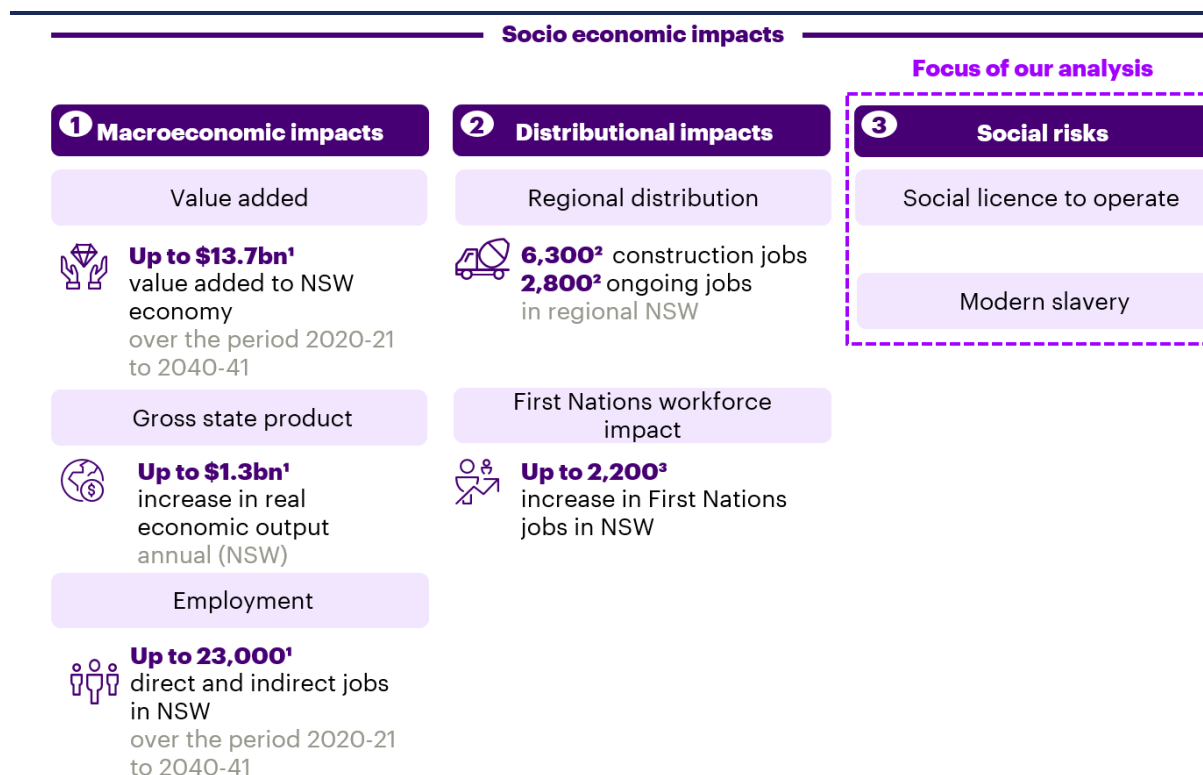 Socio economic impacts
Focus of our analysis
1 Macroeconomic impacts
Value added
Up to $13.7bn¹
value added to NSW
economy
over the period 2020-21
to 2040-41
Gross state product
$
Up to $1.3bn¹
increase in real
economic output
annual (NSW)
Employment
Up to 23,000¹
direct and indirect jobs
in NSW
over the period 2020-21
to 2040-41
2 Distributional impacts
Regional distribution
6,300² construction jobs
2,800² ongoing jobs
in regional NSW
First Nations workforce
impact
Up to 2,200³
increase in First Nations
jobs in NSW
3 Social risks
Social licence to operate
Modern slavery